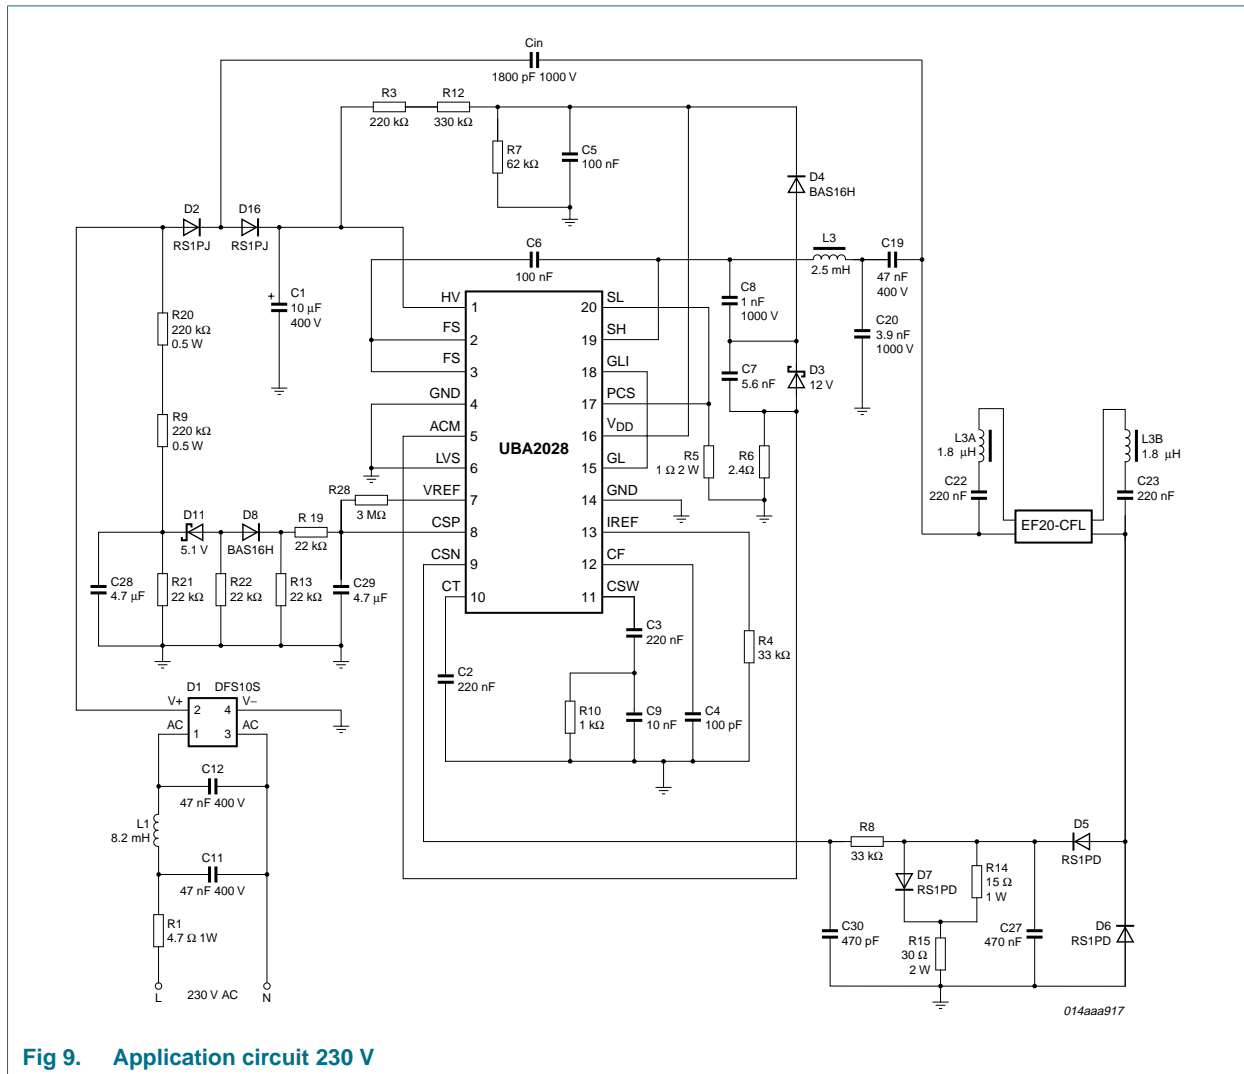 Cin
1800 pF 1000 V
R3
220 kΩ
R12
330 kΩ
R7
62 kΩ
C5
100 nF
D4
BAS16H
D2
RS1PJ
D16
RS1PJ
C6
100 nF
L3
2.5 mH
C19
47 nF
400 V
+
C1
10 μF
400 V
C8
1 nF
1000 V
C20
3.9 nF
1000 V
R20
220 kΩ
0.5 W
R9
220 kΩ
0.5 W
C7
5.6 nF
D3
12 V
HV
1
FS
2
FS
3
GND
4
ACM
5
LVS
6
VREF
7
CSP
8
CSN
9
CT
10
UBA2028
SL
20
SH
19
GLI
18
PCS
17
VDD
16
GL
15
GND
14
IREF
13
CF
12
CSW
11
R5
1 Ω 2 W
R6
2.4Ω
L3A
1.8 μH
L3B
1.8 μH
C22
220 nF
C23
220 nF
EF20-CFL
R28
3 MΩ
D11
5.1 V
D8
BAS16H
R 19
22 kΩ
C28
4.7 μF
R21
22 kΩ
R22
22 kΩ
R13
22 kΩ
C29
4.7 μF
C2
220 nF
C3
220 nF
R10
1 kΩ
C9
10 nF
C4
100 pF
R4
33 kΩ
D1 DFS10S
V+
2
4
V−
AC
1
3
AC
C12
47 nF 400 V
L1
8.2 mH
C11
47 nF 400 V
R1
4.7 Ω 1W
L
230 V AC
N
R8
33 kΩ
D5
RS1PD
D7
RS1PD
R14
15 Ω
1 W
C30
470 pF
R15
30 Ω
2 W
C27
470 nF
D6
RS1PD
014aaa917
Fig 9. Application circuit 230 V